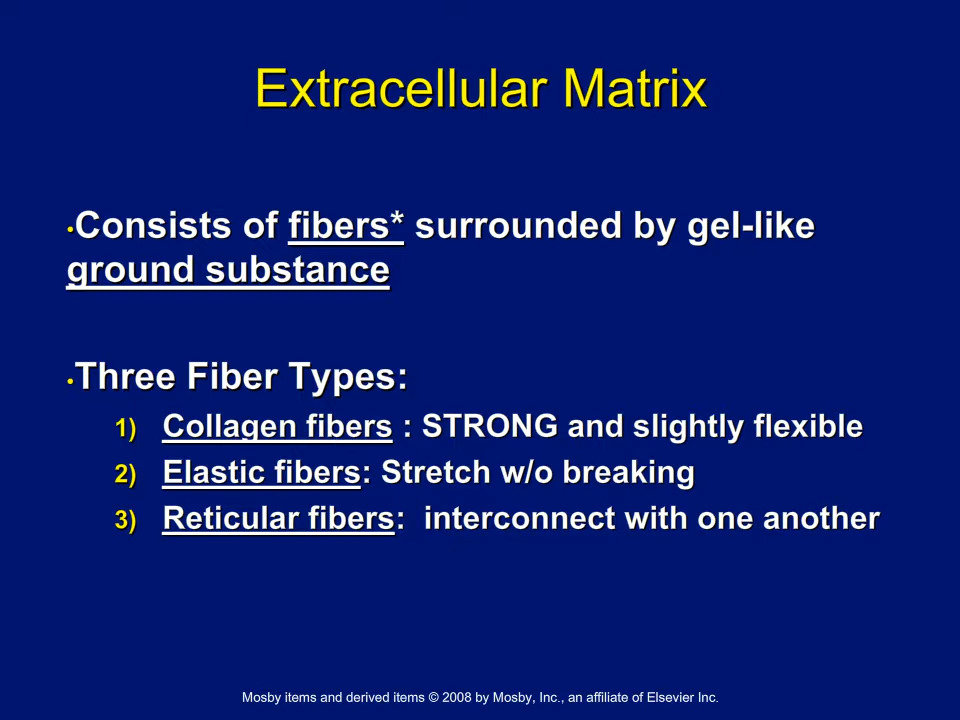 Extracellular Matrix
•Consists of fibers* surrounded by gel-like
ground substance
•Three Fiber Types:
1) Collagen fibers : STRONG and slightly flexible
2) Elastic fibers: Stretch w/o breaking
3) Reticular fibers:  interconnect with one another
Mosby items and derived items © 2008 by Mosby, Inc., an affiliate of Elsevier Inc.